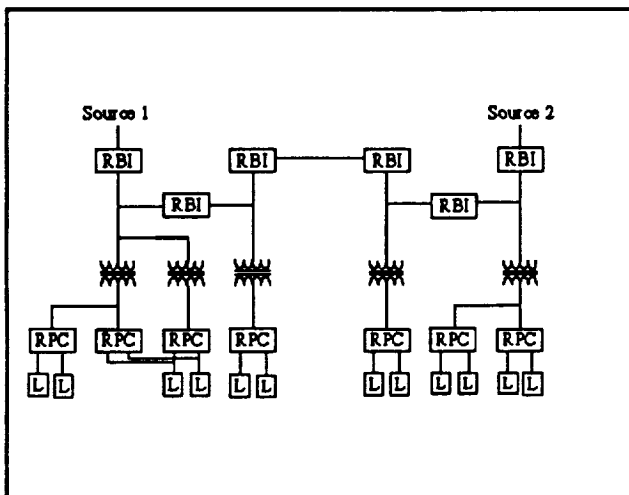 Source 1 Source 2
RBI RBI RBI RBI
RBI RBI
RPC RPC RPC RPC RPC RPC RPC
L L L L L L L L L L L L